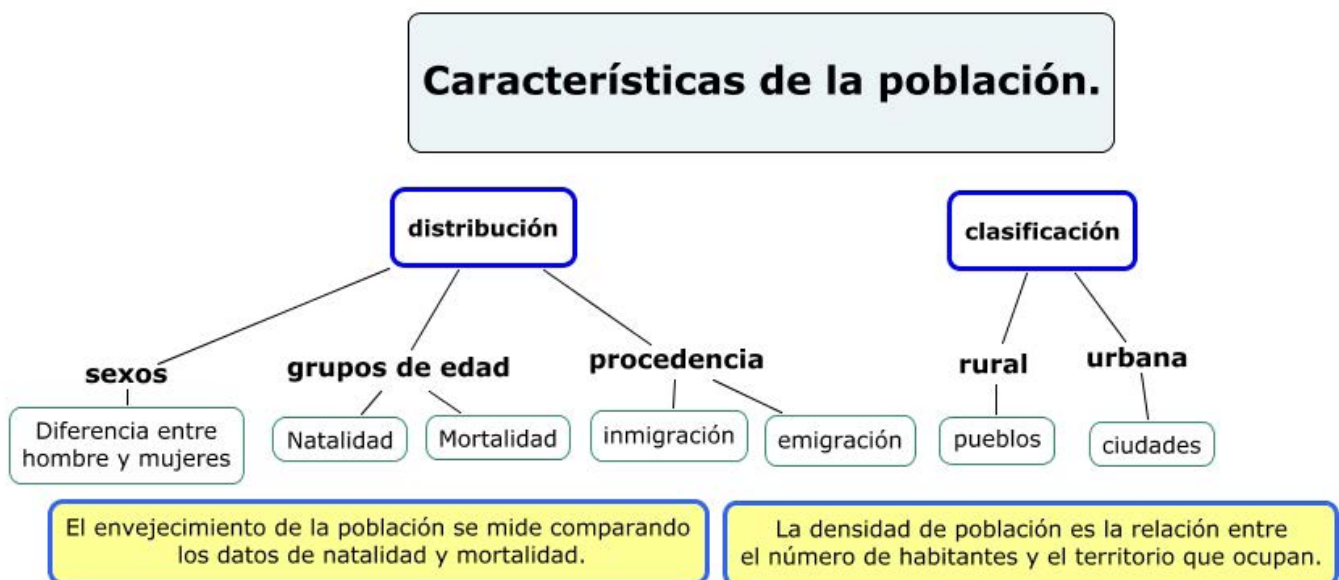 Características de la población.
distribución
clasificación
sexos
grupos de edad
procedencia
rural
urbana
Diferencia entre
hombre y mujeres
Natalidad
Mortalidad
inmigración
emigración
pueblos
ciudades
El envejecimiento de la población se mide comparando
los datos de natalidad y mortalidad.
La densidad de población es la relación entre
el número de habitantes y el territorio que ocupan.